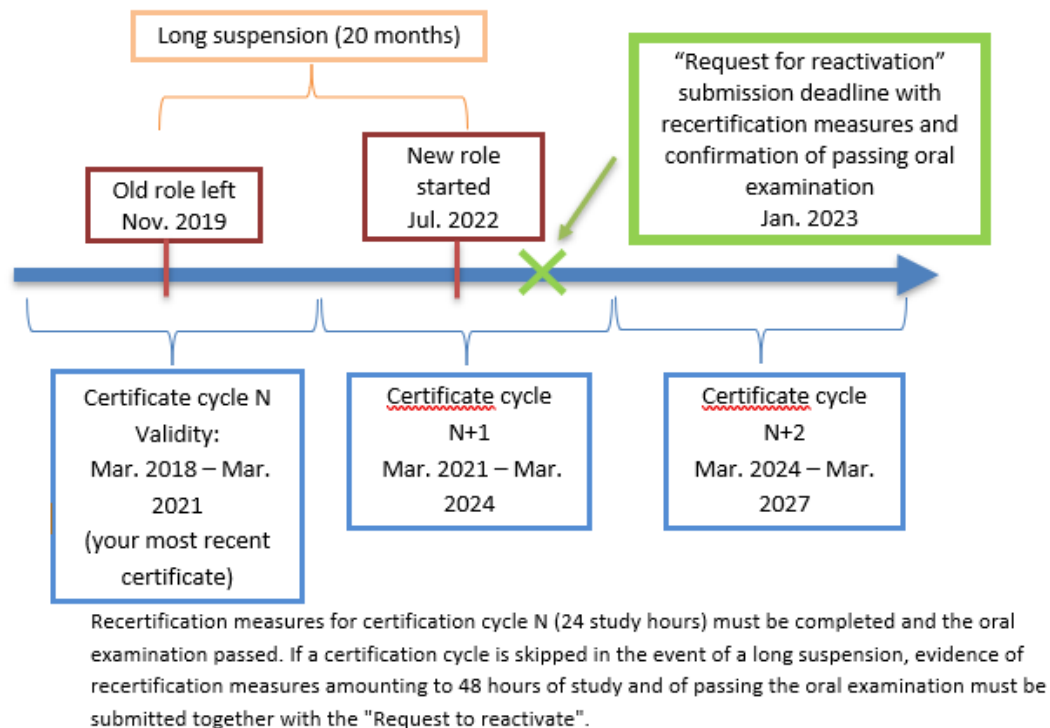 Long suspension (20 months)
“Request for reactivation”
submission deadline with
recertification measures and
confirmation of passing oral
examination
Jan. 2023
Old role left
Nov. 2019
New role
started
Jul. 2022
Certificate cycle N
Validity:
Mar. 2018 – Mar.
2021
(your most recent
certificate)
Certificate cycle
N+1
Mar. 2021 – Mar.
2024
Certificate cycle
N+2
Mar. 2024 – Mar.
2027
Recertification measures for certification cycle N (24 study hours) must be completed and the oral
examination passed. If a certification cycle is skipped in the event of a long suspension, evidence of
recertification measures amounting to 48 hours of study and of passing the oral examination must be
submitted together with the "Request to reactivate".